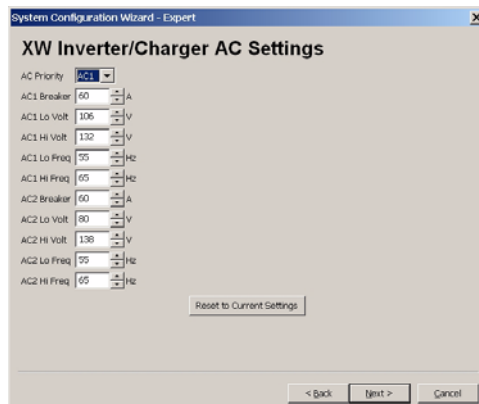 System Configuration Wizard - Expert
XW Inverter/Charger AC Settings
AC Priority AC1
AC1 Breaker 60 A
AC1 Lo Volt 106 V
AC1 Hi Volt 132 V
AC1 Lo Freq 55 Hz
AC1 Hi Freq 65 Hz
AC2 Breaker 60 A
AC2 Lo Volt 80 V
AC2 Hi Volt 138 V
AC2 Lo Freq 55 Hz
AC2 Hi Freq 65 Hz
Reset to Current Settings
< Back Next > Cancel